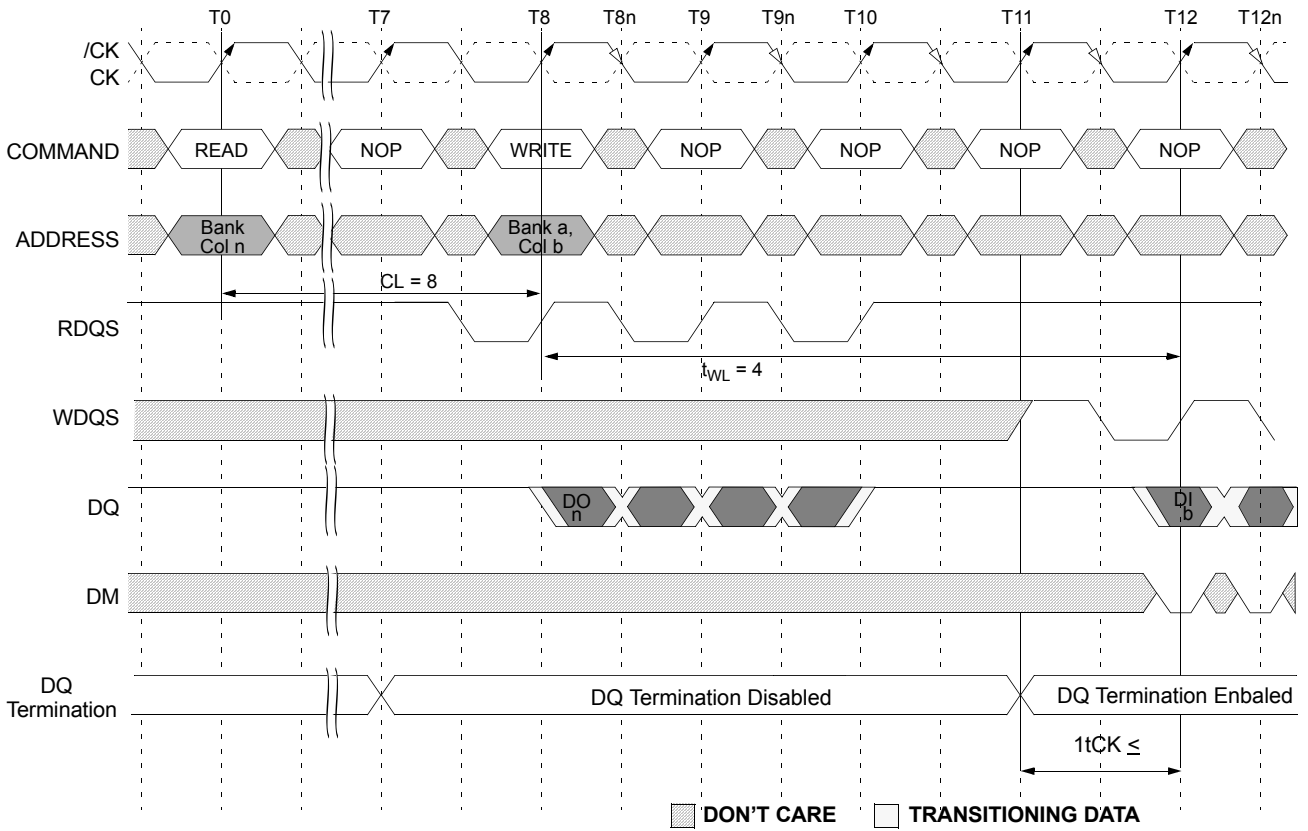 T0 T7 T8 T8n T9 T9n T10 T11 T12 T12n
/CK
CK
COMMAND READ NOP WRITE NOP NOP NOP NOP
ADDRESS Bank Col n Bank a, Col b
CL = 8
RDQS
tWL = 4
WDQS
DQ DO n DI b
DM
DQ Termination DQ Termination Disabled DQ Termination Enbaled
1tCK ≤
DON'T CARE TRANSITIONING DATA